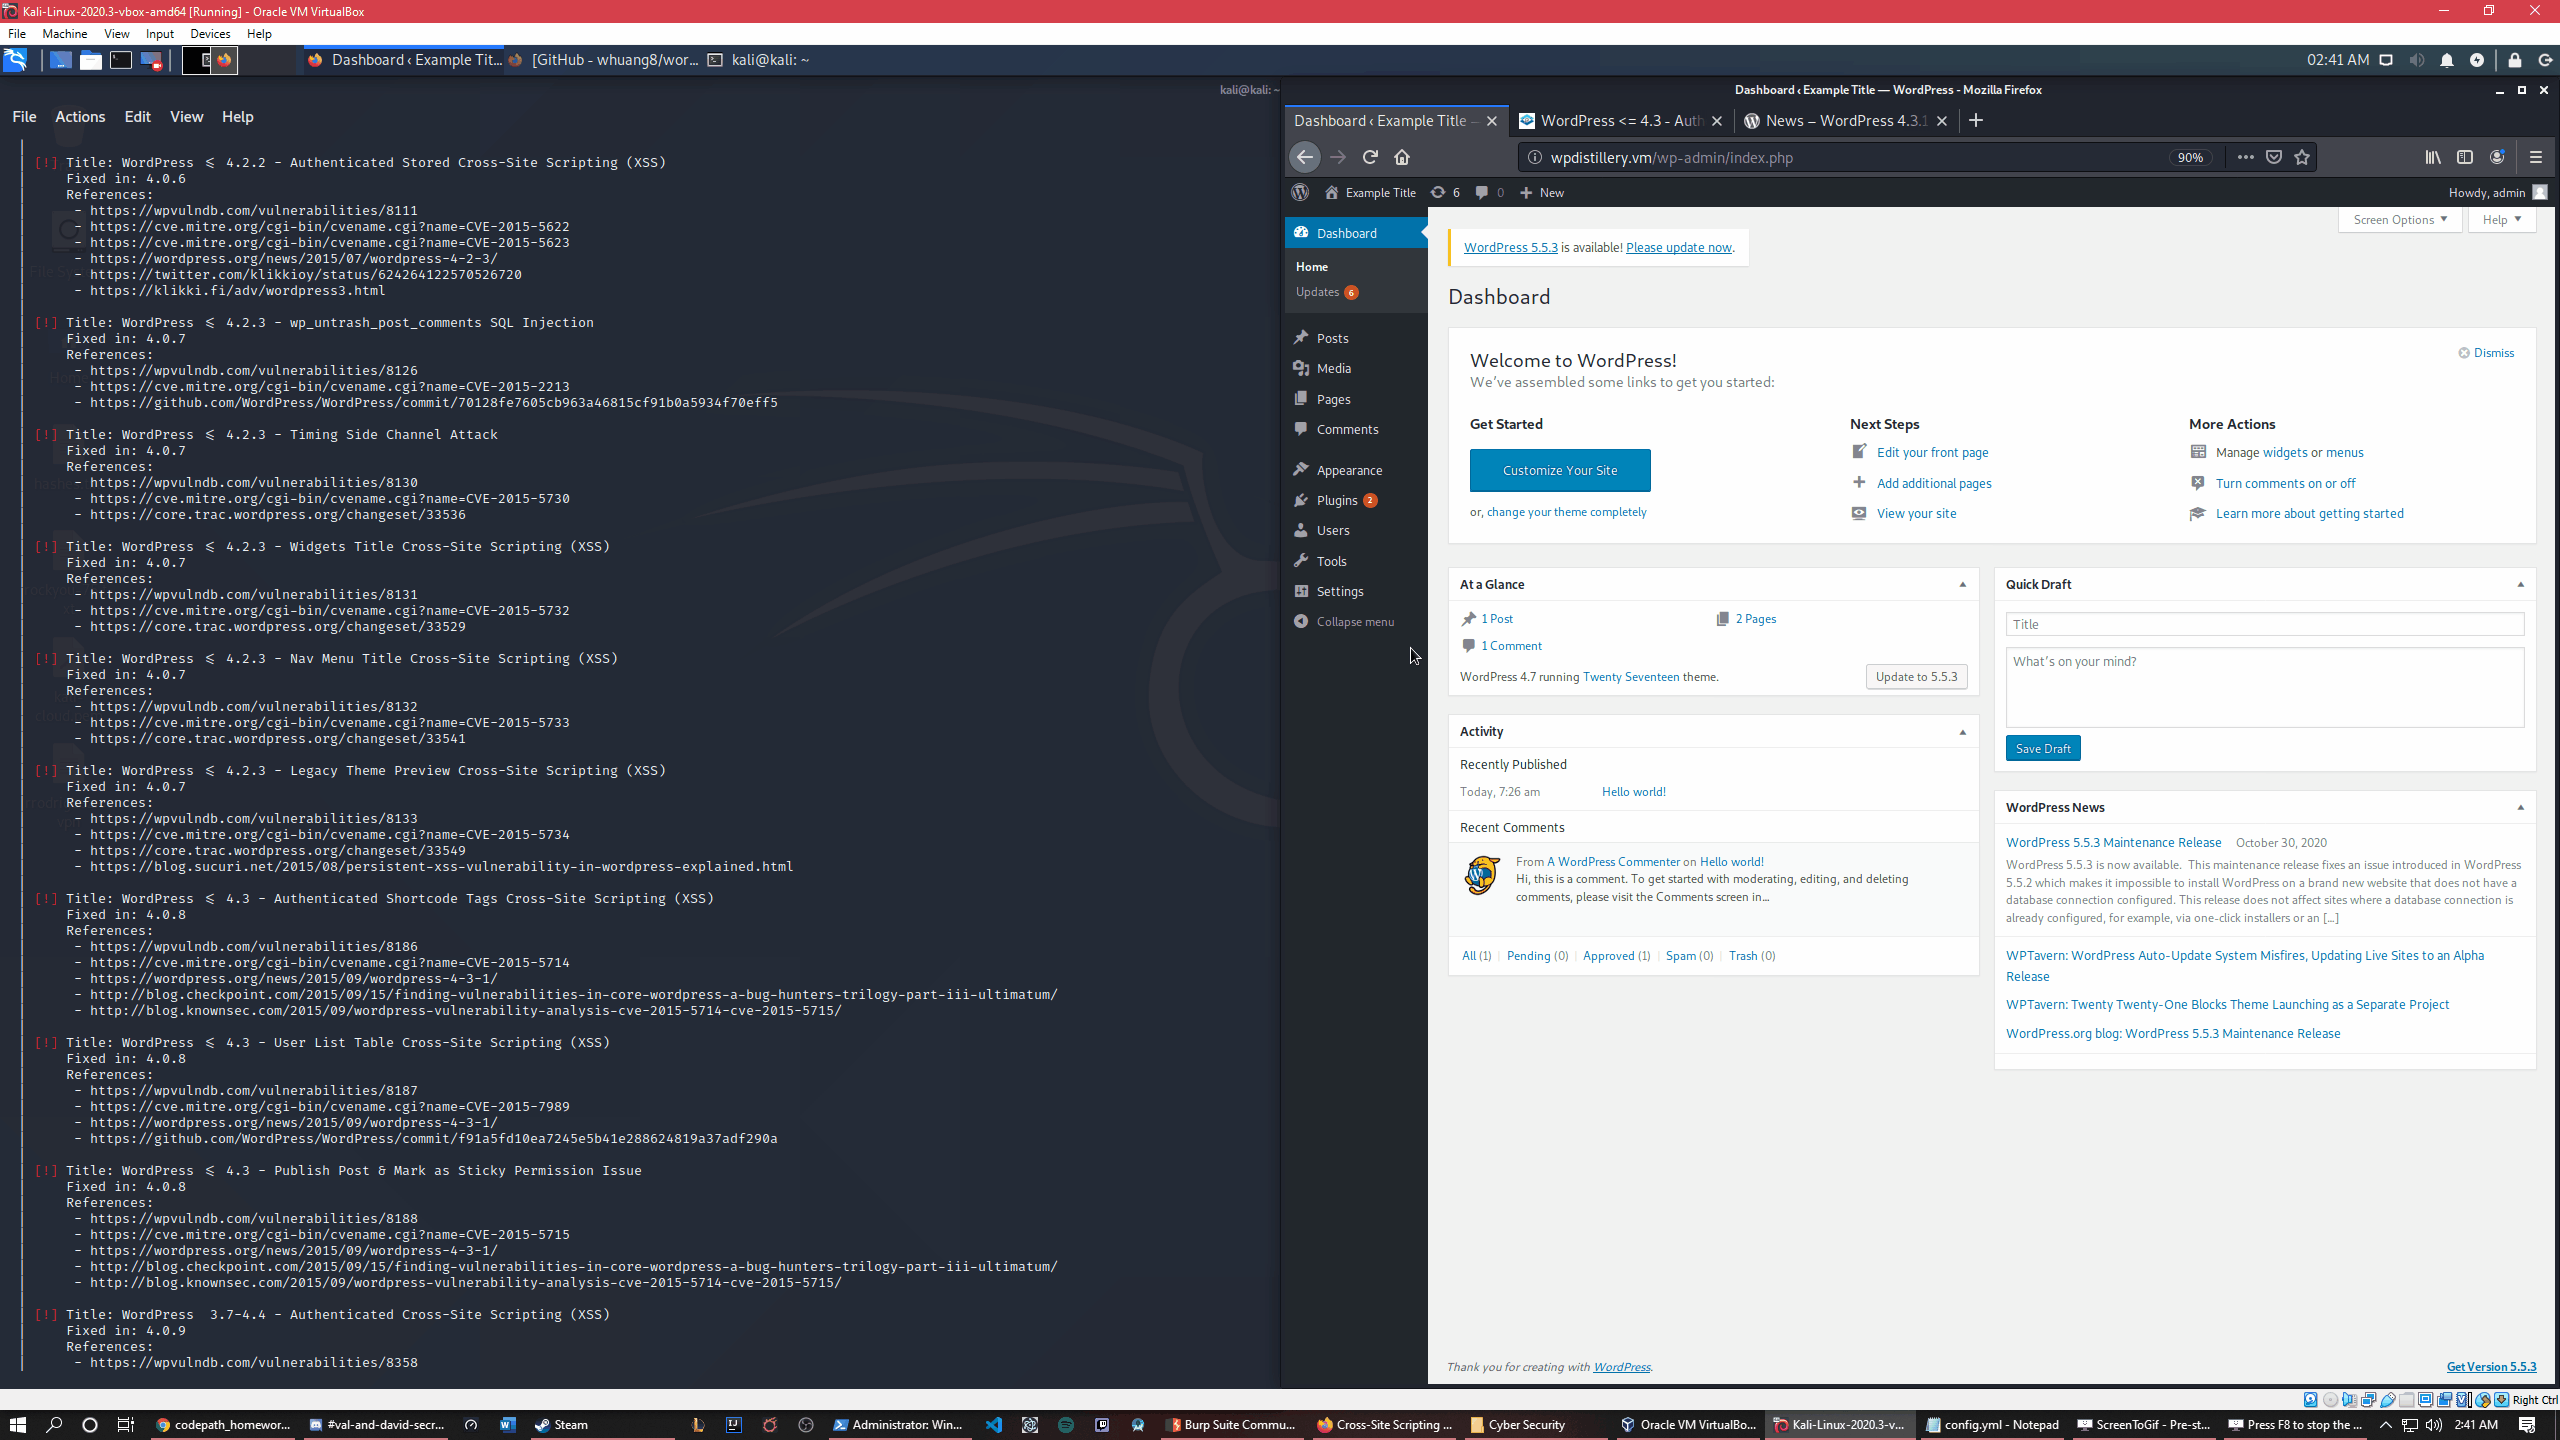 Kali-Linux-2020.3-vbox-amd64 [Running] - Oracle VM VirtualBox
File Machine View Input Devices Help
Dashboard ‹ Example Tit... [GitHub - whuang8/wor... kali@kali: ~ 02:41 AM
kali@kali: ~
File Actions Edit View Help
[!] Title: WordPress ≤ 4.2.2 - Authenticated Stored Cross-Site Scripting (XSS)
Fixed in: 4.0.6
References:
- https://wpvulndb.com/vulnerabilities/8111
- https://cve.mitre.org/cgi-bin/cvename.cgi?name=CVE-2015-5622
- https://cve.mitre.org/cgi-bin/cvename.cgi?name=CVE-2015-5623
- https://wordpress.org/news/2015/07/wordpress-4-2-3/
- https://twitter.com/klikkioy/status/624264122570526720
- https://klikki.fi/adv/wordpress3.html
[!] Title: WordPress ≤ 4.2.3 - wp_untrash_post_comments SQL Injection
Fixed in: 4.0.7
References:
- https://wpvulndb.com/vulnerabilities/8126
- https://cve.mitre.org/cgi-bin/cvename.cgi?name=CVE-2015-2213
- https://github.com/WordPress/WordPress/commit/70128fe7605cb963a46815cf91b0a5934f70eff5
[!] Title: WordPress ≤ 4.2.3 - Timing Side Channel Attack
Fixed in: 4.0.7
References:
- https://wpvulndb.com/vulnerabilities/8130
- https://cve.mitre.org/cgi-bin/cvename.cgi?name=CVE-2015-5730
- https://core.trac.wordpress.org/changeset/33536
[!] Title: WordPress ≤ 4.2.3 - Widgets Title Cross-Site Scripting (XSS)
Fixed in: 4.0.7
References:
- https://wpvulndb.com/vulnerabilities/8131
- https://cve.mitre.org/cgi-bin/cvename.cgi?name=CVE-2015-5732
- https://core.trac.wordpress.org/changeset/33529
[!] Title: WordPress ≤ 4.2.3 - Nav Menu Title Cross-Site Scripting (XSS)
Fixed in: 4.0.7
References:
- https://wpvulndb.com/vulnerabilities/8132
- https://cve.mitre.org/cgi-bin/cvename.cgi?name=CVE-2015-5733
- https://core.trac.wordpress.org/changeset/33541
[!] Title: WordPress ≤ 4.2.3 - Legacy Theme Preview Cross-Site Scripting (XSS)
Fixed in: 4.0.7
References:
- https://wpvulndb.com/vulnerabilities/8133
- https://cve.mitre.org/cgi-bin/cvename.cgi?name=CVE-2015-5734
- https://core.trac.wordpress.org/changeset/33549
- https://blog.sucuri.net/2015/08/persistent-xss-vulnerability-in-wordpress-explained.html
[!] Title: WordPress ≤ 4.3 - Authenticated Shortcode Tags Cross-Site Scripting (XSS)
Fixed in: 4.0.8
References:
- https://wpvulndb.com/vulnerabilities/8186
- https://cve.mitre.org/cgi-bin/cvename.cgi?name=CVE-2015-5714
- https://wordpress.org/news/2015/09/wordpress-4-3-1/
- http://blog.checkpoint.com/2015/09/15/finding-vulnerabilities-in-core-wordpress-a-bug-hunters-trilogy-part-iii-ultimatum/
- http://blog.knownsec.com/2015/09/wordpress-vulnerability-analysis-cve-2015-5714-cve-2015-5715/
[!] Title: WordPress ≤ 4.3 - User List Table Cross-Site Scripting (XSS)
Fixed in: 4.0.8
References:
- https://wpvulndb.com/vulnerabilities/8187
- https://cve.mitre.org/cgi-bin/cvename.cgi?name=CVE-2015-7989
- https://wordpress.org/news/2015/09/wordpress-4-3-1/
- https://github.com/WordPress/WordPress/commit/f91a5fd10ea7245e5b41e288624819a37adf290a
[!] Title: WordPress ≤ 4.3 - Publish Post & Mark as Sticky Permission Issue
Fixed in: 4.0.8
References:
- https://wpvulndb.com/vulnerabilities/8188
- https://cve.mitre.org/cgi-bin/cvename.cgi?name=CVE-2015-5715
- https://wordpress.org/news/2015/09/wordpress-4-3-1/
- http://blog.checkpoint.com/2015/09/15/finding-vulnerabilities-in-core-wordpress-a-bug-hunters-trilogy-part-iii-ultimatum/
- http://blog.knownsec.com/2015/09/wordpress-vulnerability-analysis-cve-2015-5714-cve-2015-5715/
[!] Title: WordPress 3.7-4.4 - Authenticated Cross-Site Scripting (XSS)
Fixed in: 4.0.9
References:
- https://wpvulndb.com/vulnerabilities/8358
Dashboard ‹ Example Title — WordPress - Mozilla Firefox
Dashboard ‹ Example Title — WordPress <= 4.3 - Auth News – WordPress 4.3.1
wpdistillery.vm/wp-admin/index.php 90%
Example Title 6 0 New Howdy, admin
Screen Options Help
Dashboard
Home
Updates 6
Posts
Media
Pages
Comments
Appearance
Plugins 2
Users
Tools
Settings
Collapse menu
WordPress 5.5.3 is available! Please update now.
Dashboard
Welcome to WordPress!
Dismiss
We've assembled some links to get you started:
Get Started
Customize Your Site
or, change your theme completely
Next Steps
Edit your front page
Add additional pages
View your site
More Actions
Manage widgets or menus
Turn comments on or off
Learn more about getting started
At a Glance
1 Post 2 Pages
1 Comment
WordPress 4.7 running Twenty Seventeen theme. Update to 5.5.3
Activity
Recently Published
Today, 7:26 am Hello world!
Recent Comments
From A WordPress Commenter on Hello world!
Hi, this is a comment. To get started with moderating, editing, and deleting
comments, please visit the Comments screen in...
All (1) | Pending (0) | Approved (1) | Spam (0) | Trash (0)
Quick Draft
Title
What's on your mind?
Save Draft
WordPress News
WordPress 5.5.3 Maintenance Release October 30, 2020
WordPress 5.5.3 is now available. This maintenance release fixes an issue introduced in WordPress
5.5.2 which makes it impossible to install WordPress on a brand new website that does not have a
database connection configured. This release does not affect sites where a database connection is
already configured, for example, via one-click installers or an [...]
WPTavern: WordPress Auto-Update System Misfires, Updating Live Sites to an Alpha
Release
WPTavern: Twenty Twenty-One Blocks Theme Launching as a Separate Project
WordPress.org blog: WordPress 5.5.3 Maintenance Release
Thank you for creating with WordPress. Get Version 5.5.3
Right Ctrl
codepath_homewor... #val-and-david-secr... Steam Administrator: Win... Burp Suite Commu... Cross-Site Scripting ... Cyber Security Oracle VM VirtualBo... Kali-Linux-2020.3-v... config.yml - Notepad ScreenToGif - Pre-st... Press F8 to stop the ... 2:41 AM